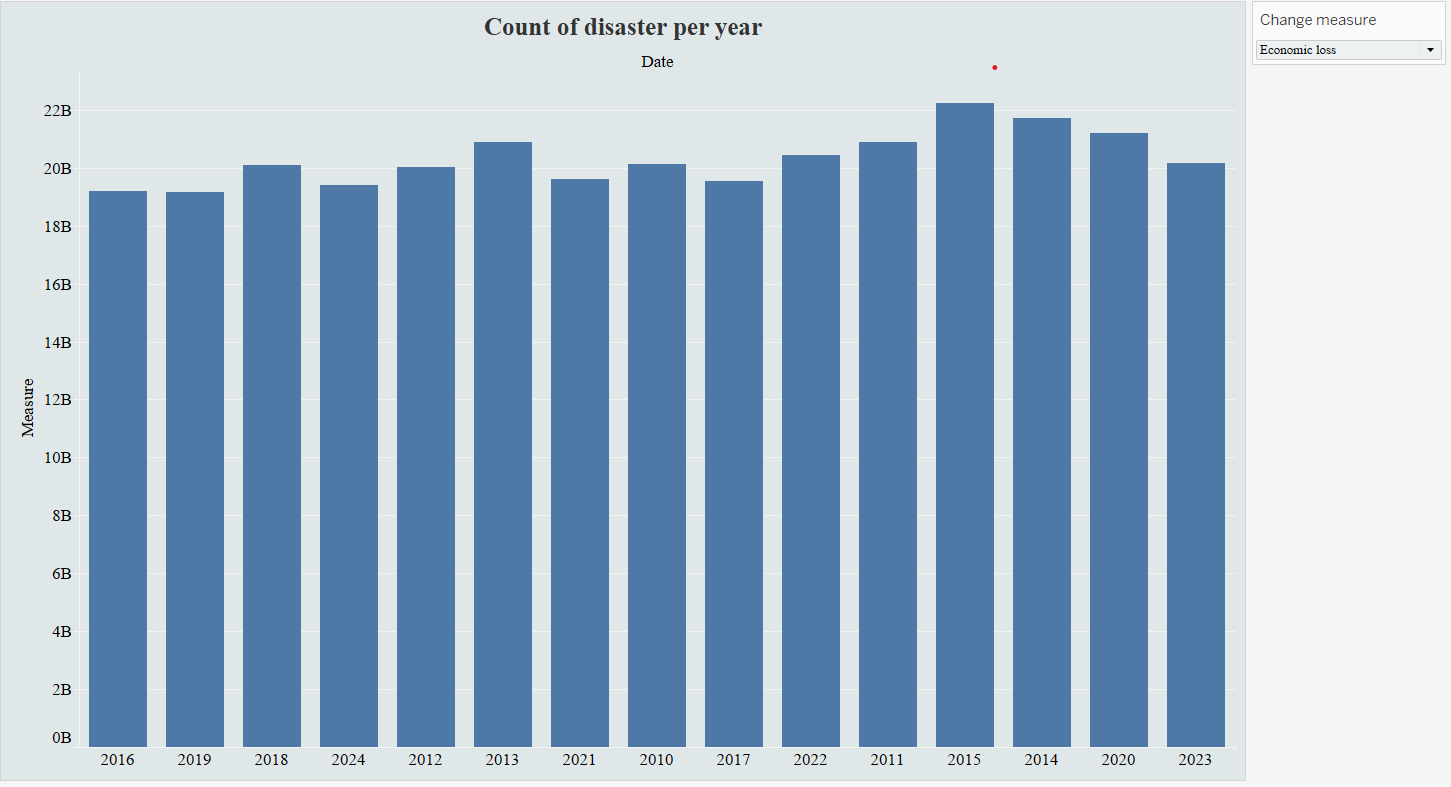 Count of disaster per year
Date
Change measure
Economic loss
Measure
22B
20B
18B
16B
14B
12B
10B
8B
6B
4B
2B
0B
2016 2019 2018 2024 2012 2013 2021 2010 2017 2022 2011 2015 2014 2020 2023